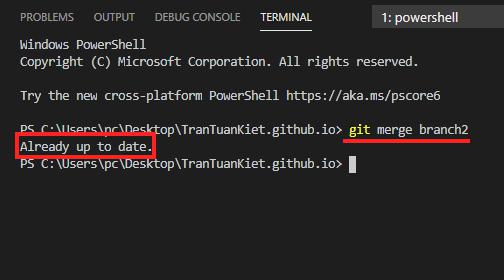 PROBLEMS OUTPUT DEBUG CONSOLE TERMINAL 1: powershell
Windows PowerShell
Copyright (C) Microsoft Corporation. All rights reserved.
Try the new cross-platform PowerShell https://aka.ms/pscore6
PS C:\Users\pc\Desktop\TranTuanKiet.github.io> git merge branch2
Already up to date.
PS C:\Users\pc\Desktop\TranTuanKiet.github.io>